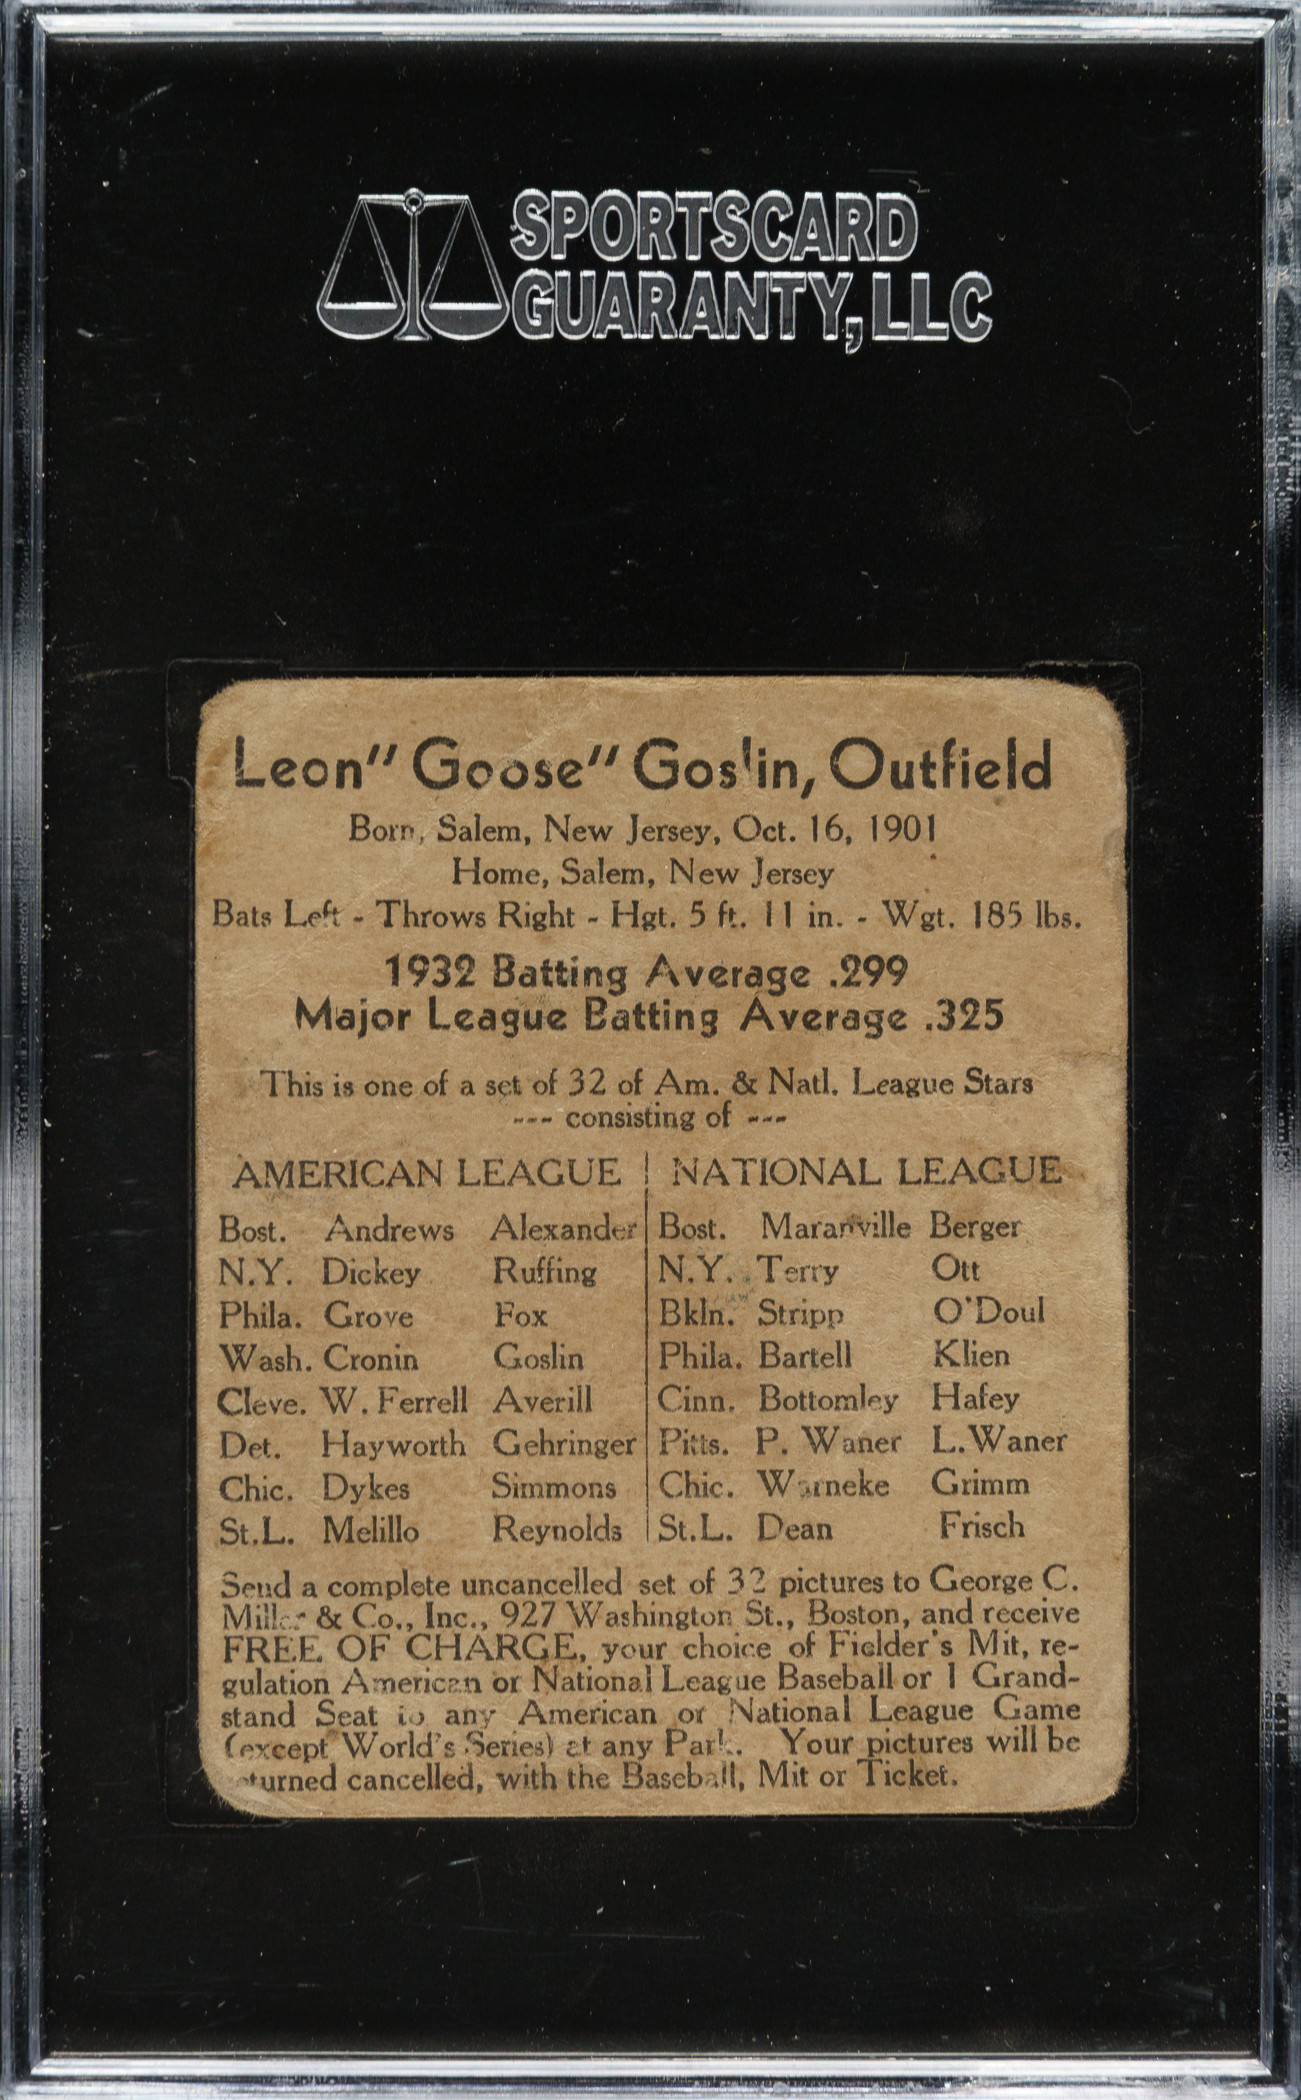 SPORTSCARD
GUARANTY, LLC
Leon" Goose" Goslin, Outfield
Born, Salem, New Jersey, Oct. 16, 1901
Home, Salem, New Jersey
Bats Left - Throws Right - Hgt. 5 ft. 11 in. - Wgt. 185 lbs.
1932 Batting Average .299
Major League Batting Average .325
This is one of a set of 32 of Am. & Natl. League Stars
--- consisting of ---
AMERICAN LEAGUE | NATIONAL LEAGUE
Bost. Andrews Alexander Bost. Maranville Berger
N.Y. Dickey Ruffing N.Y. Terry Ott
Phila. Grove Fox Bkln. Stripp O'Doul
Wash. Cronin Goslin Phila. Bartell Klien
Cleve. W. Ferrell Averill Cinn. Bottomley Hafey
Det. Hayworth Gehringer Pitts. P. Waner L. Waner
Chic. Dykes Simmons Chic. Warneke Grimm
St.L. Melillo Reynolds St.L. Dean Frisch
Send a complete uncancelled set of 32 pictures to George C.
Miller & Co., Inc., 927 Washington St., Boston, and receive
FREE OF CHARGE, your choice of Fielder's Mit, re-
gulation American or National League Baseball or 1 Grand-
stand Seat to any American or National League Game
(except World's Series) at any Park. Your pictures will be
returned cancelled, with the Baseball, Mit or Ticket.